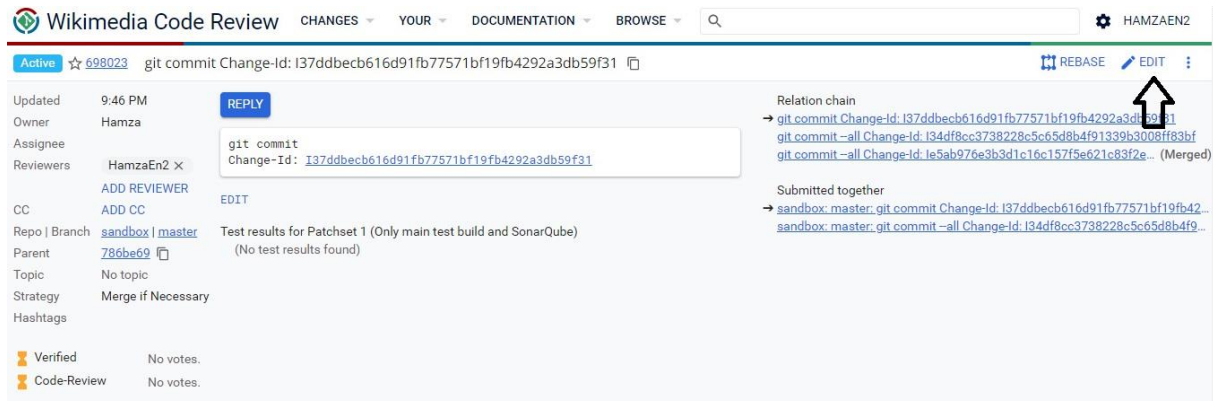 Wikimedia Code Review CHANGES YOUR DOCUMENTATION BROWSE HAMZAEN2
Active 698023 git commit Change-Id: I37ddbecb616d91fb77571bf19fb4292a3db59f31 REBASE EDIT
Updated 9:46 PM
Owner Hamza
Assignee
Reviewers HamzaEn2
ADD REVIEWER
CC ADD CC
Repo | Branch sandbox | master
Parent 786be69
Topic No topic
Strategy Merge if Necessary
Hashtags
Verified No votes.
Code-Review No votes.
REPLY
git commit
Change-Id: I37ddbecb616d91fb77571bf19fb4292a3db59f31
EDIT
Test results for Patchset 1 (Only main test build and SonarQube)
(No test results found)
Relation chain
git commit Change-Id: I37ddbecb616d91fb77571bf19fb4292a3db59f31
git commit --all Change-Id: I34df8cc3738228c5c65d8b4f91339b3008ff83bf
git commit --all Change-Id: Ie5ab976e3b3d1c16c157f5e621c83f2e… (Merged)
Submitted together
sandbox: master: git commit Change-Id: I37ddbecb616d91fb77571bf19fb42…
sandbox: master: git commit --all Change-Id: I34df8cc3738228c5c65d8b4f9…